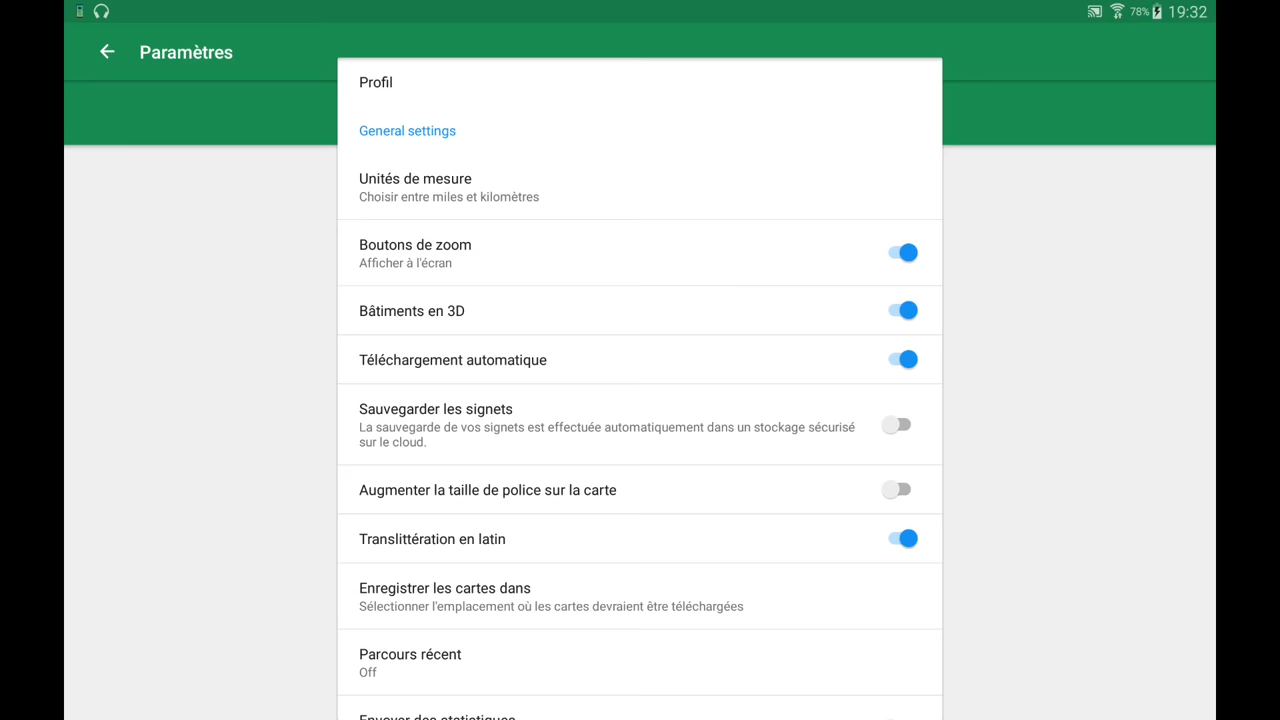 78% 19:32
Paramètres
Profil
General settings
Unités de mesure
Choisir entre miles et kilomètres
Boutons de zoom
Afficher à l'écran
Bâtiments en 3D
Téléchargement automatique
Sauvegarder les signets
La sauvegarde de vos signets est effectuée automatiquement dans un stockage sécurisé
sur le cloud.
Augmenter la taille de police sur la carte
Translittération en latin
Enregistrer les cartes dans
Sélectionner l'emplacement où les cartes devraient être téléchargées
Parcours récent
Off
Envoyer des statistiques